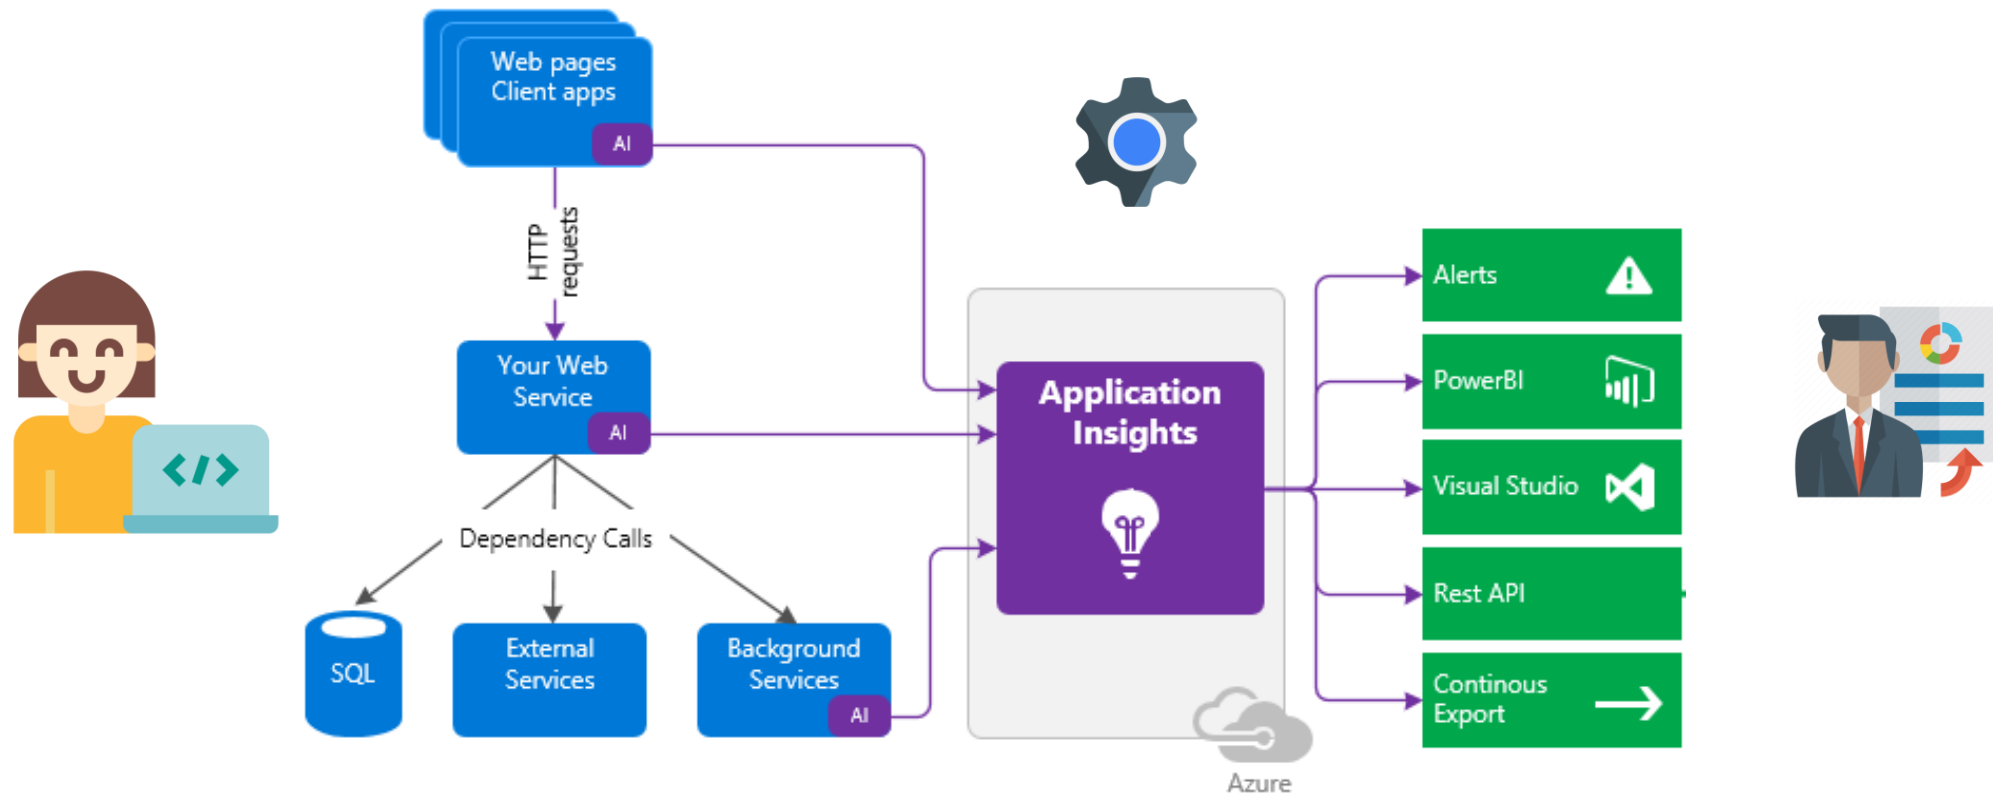 Web pages
Client apps
AI
HTTP
requests
Your Web
Service
AI
Dependency Calls
SQL
External
Services
Background
Services
AI
Application
Insights
Azure
Alerts
PowerBI
Visual Studio
Rest API
Continous
Export
</>